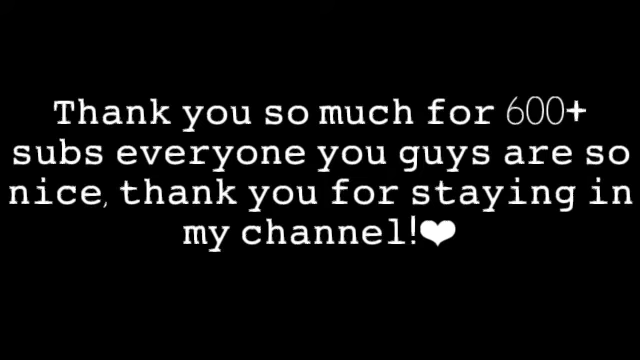 Thank you so much for 600+
subs everyone you guys are so
nice, thank you for staying in
my channel!❤